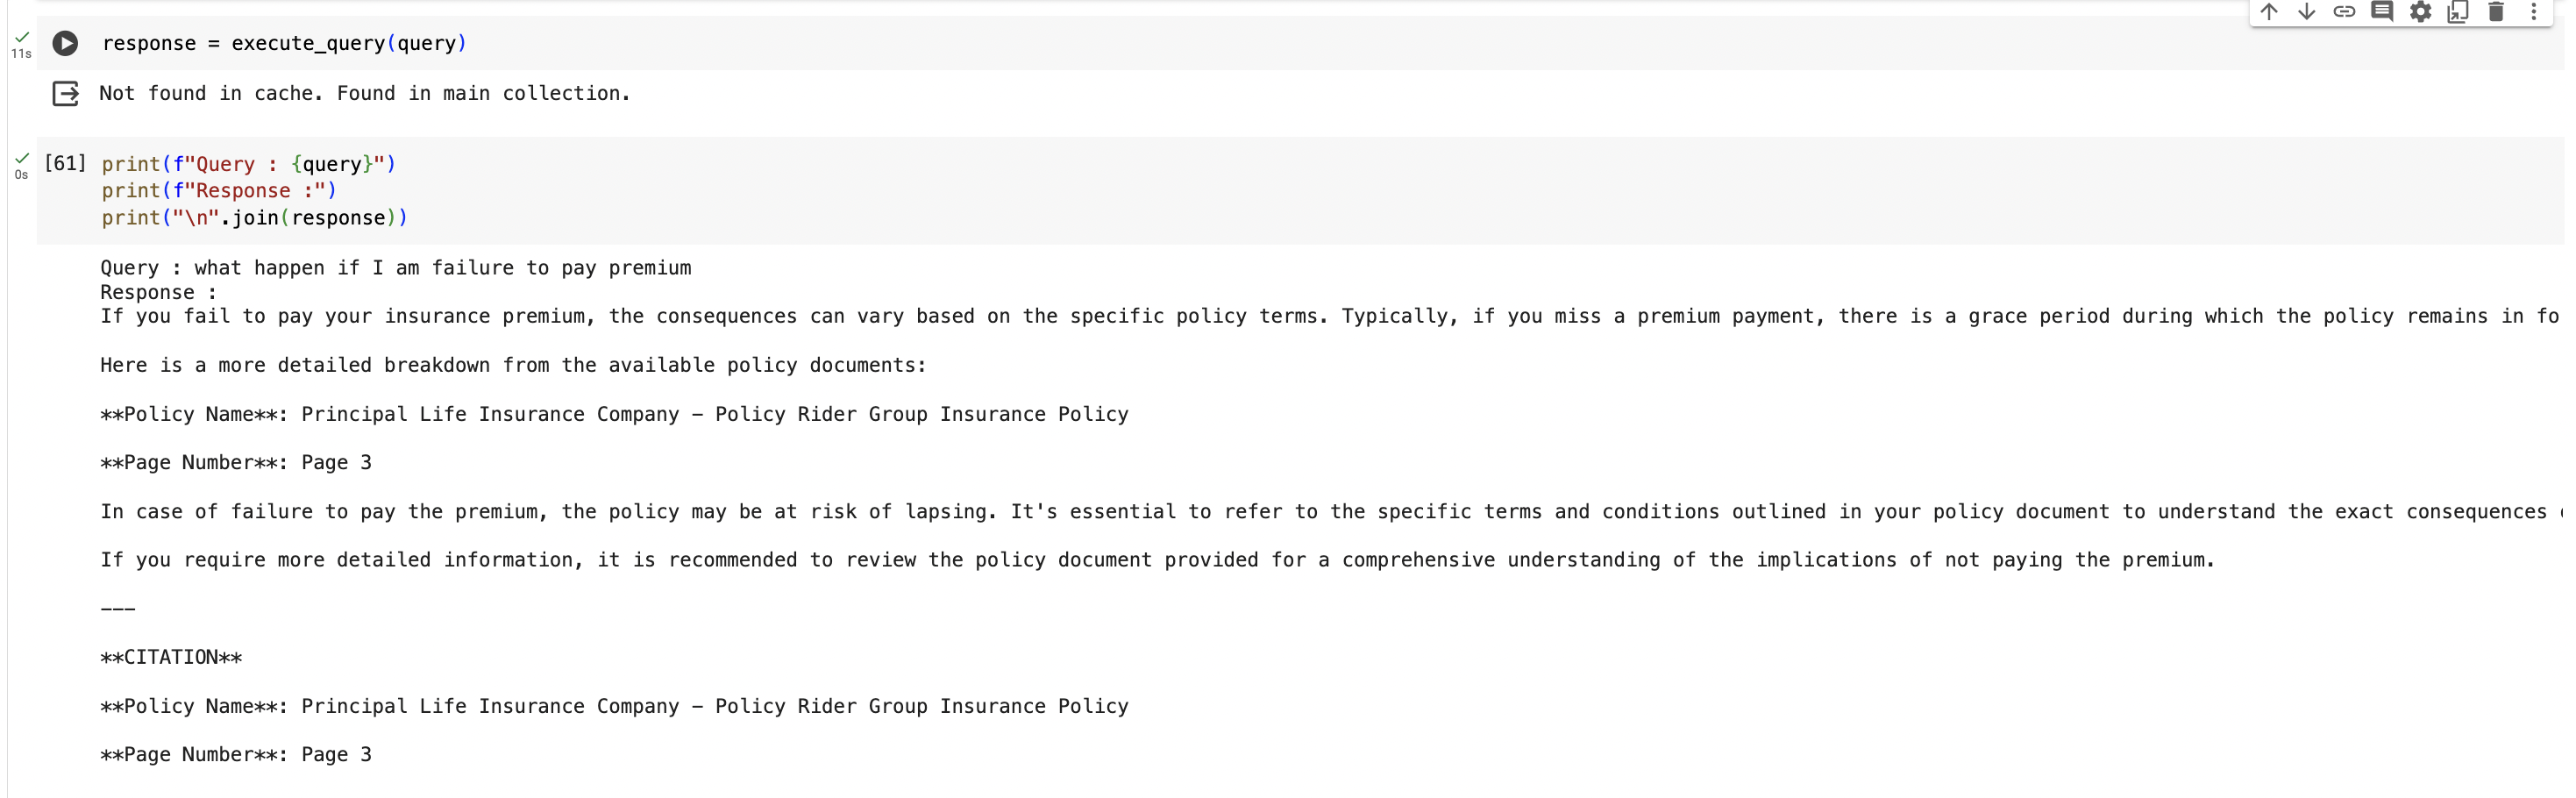 response = execute_query(query)
11s
Not found in cache. Found in main collection.
[61] print(f"Query : {query}")
0s
print(f"Response :")
print("\n".join(response))
Query : what happen if I am failure to pay premium
Response :
If you fail to pay your insurance premium, the consequences can vary based on the specific policy terms. Typically, if you miss a premium payment, there is a grace period during which the policy remains in fo
Here is a more detailed breakdown from the available policy documents:
**Policy Name**: Principal Life Insurance Company - Policy Rider Group Insurance Policy
**Page Number**: Page 3
In case of failure to pay the premium, the policy may be at risk of lapsing. It's essential to refer to the specific terms and conditions outlined in your policy document to understand the exact consequences
If you require more detailed information, it is recommended to review the policy document provided for a comprehensive understanding of the implications of not paying the premium.
---
**CITATION**
**Policy Name**: Principal Life Insurance Company - Policy Rider Group Insurance Policy
**Page Number**: Page 3